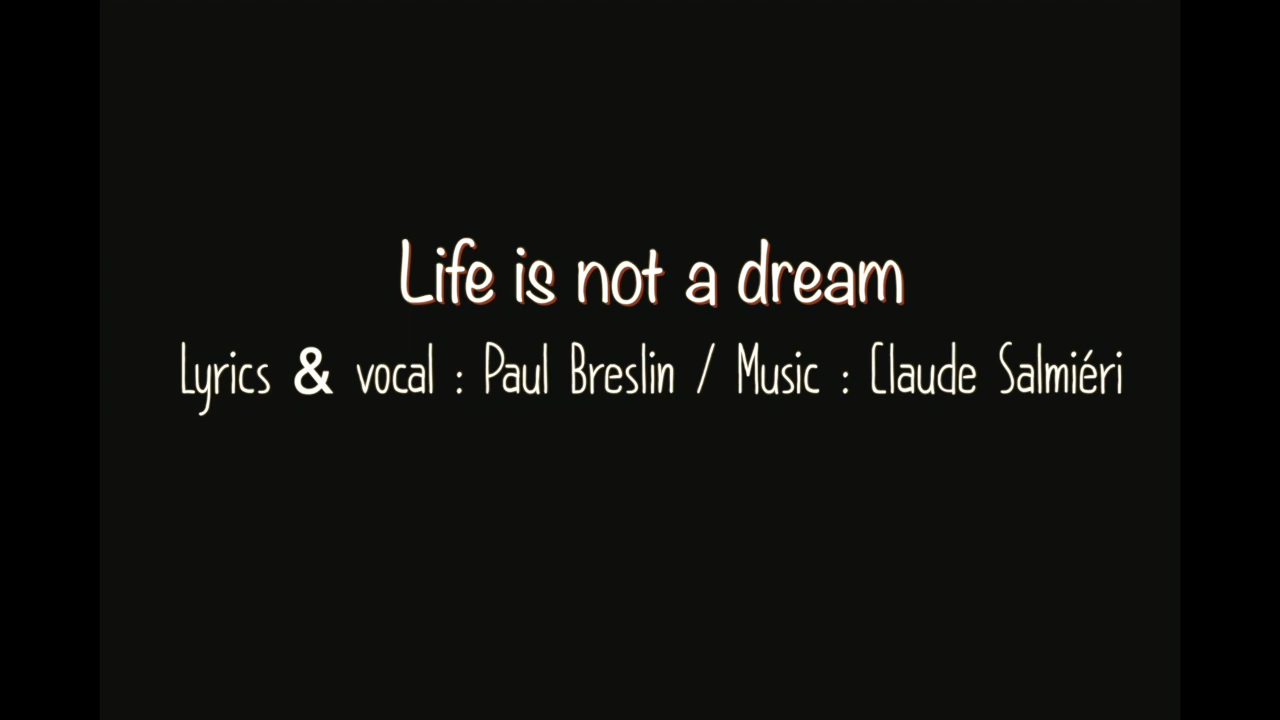 Life is not a dream
Lyrics & vocal : Paul Breslin / Music : Claude Salmiéri